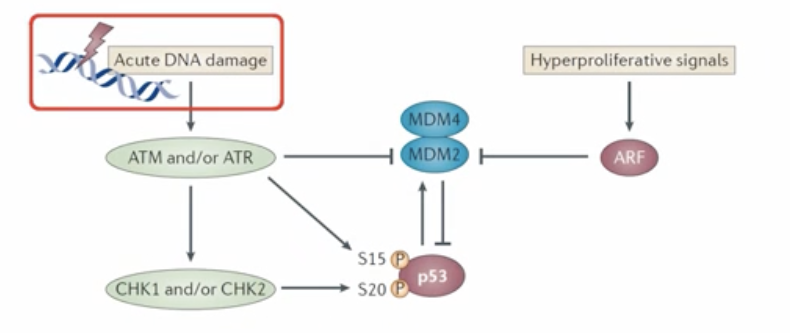 Acute DNA damage
Hyperproliferative signals
MDM4
ATM and/or ATR
MDM2
ARF
S15 P
p53
CHK1 and/or CHK2
S20 P